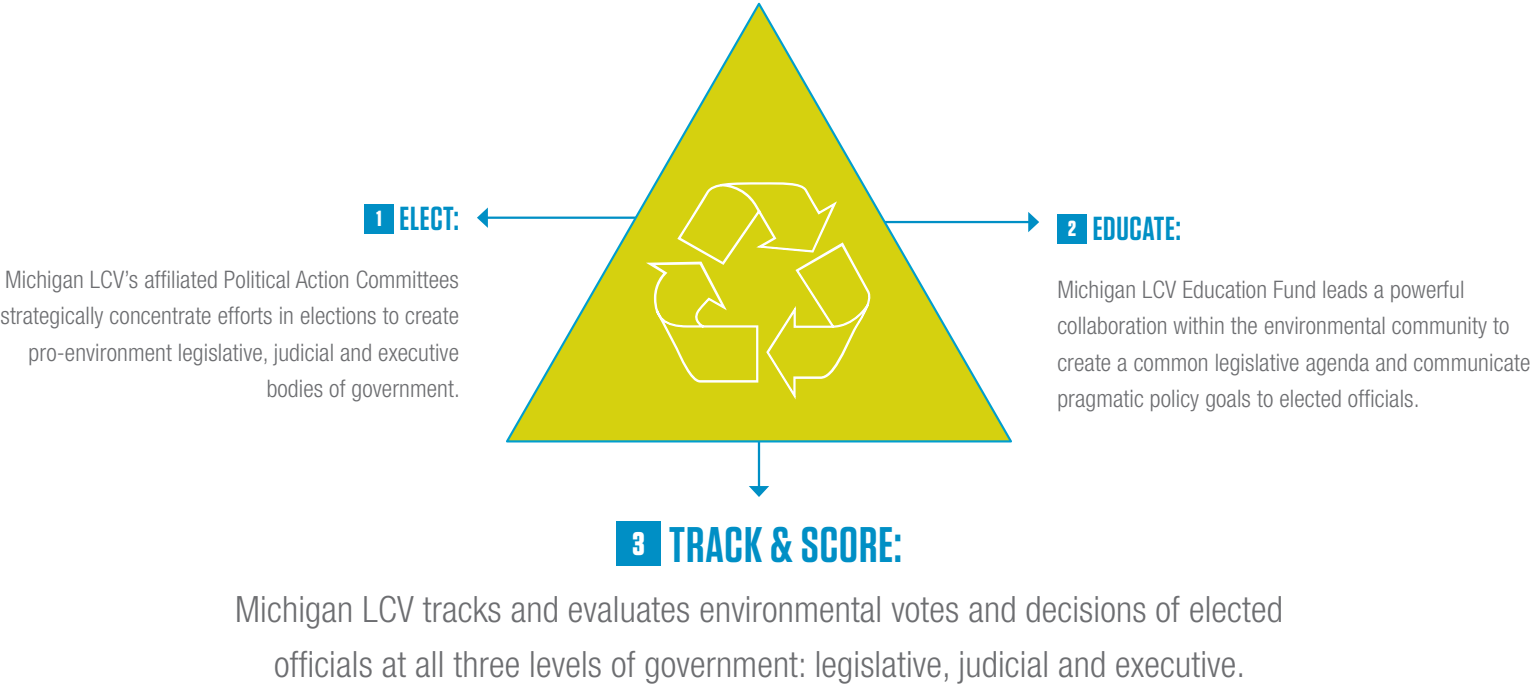 1 ELECT:
Michigan LCV’s affiliated Political Action Committees
strategically concentrate efforts in elections to create
pro-environment legislative, judicial and executive
bodies of government.
2 EDUCATE:
Michigan LCV Education Fund leads a powerful
collaboration within the environmental community to
create a common legislative agenda and communicate
pragmatic policy goals to elected officials.
3 TRACK & SCORE:
Michigan LCV tracks and evaluates environmental votes and decisions of elected
officials at all three levels of government: legislative, judicial and executive.